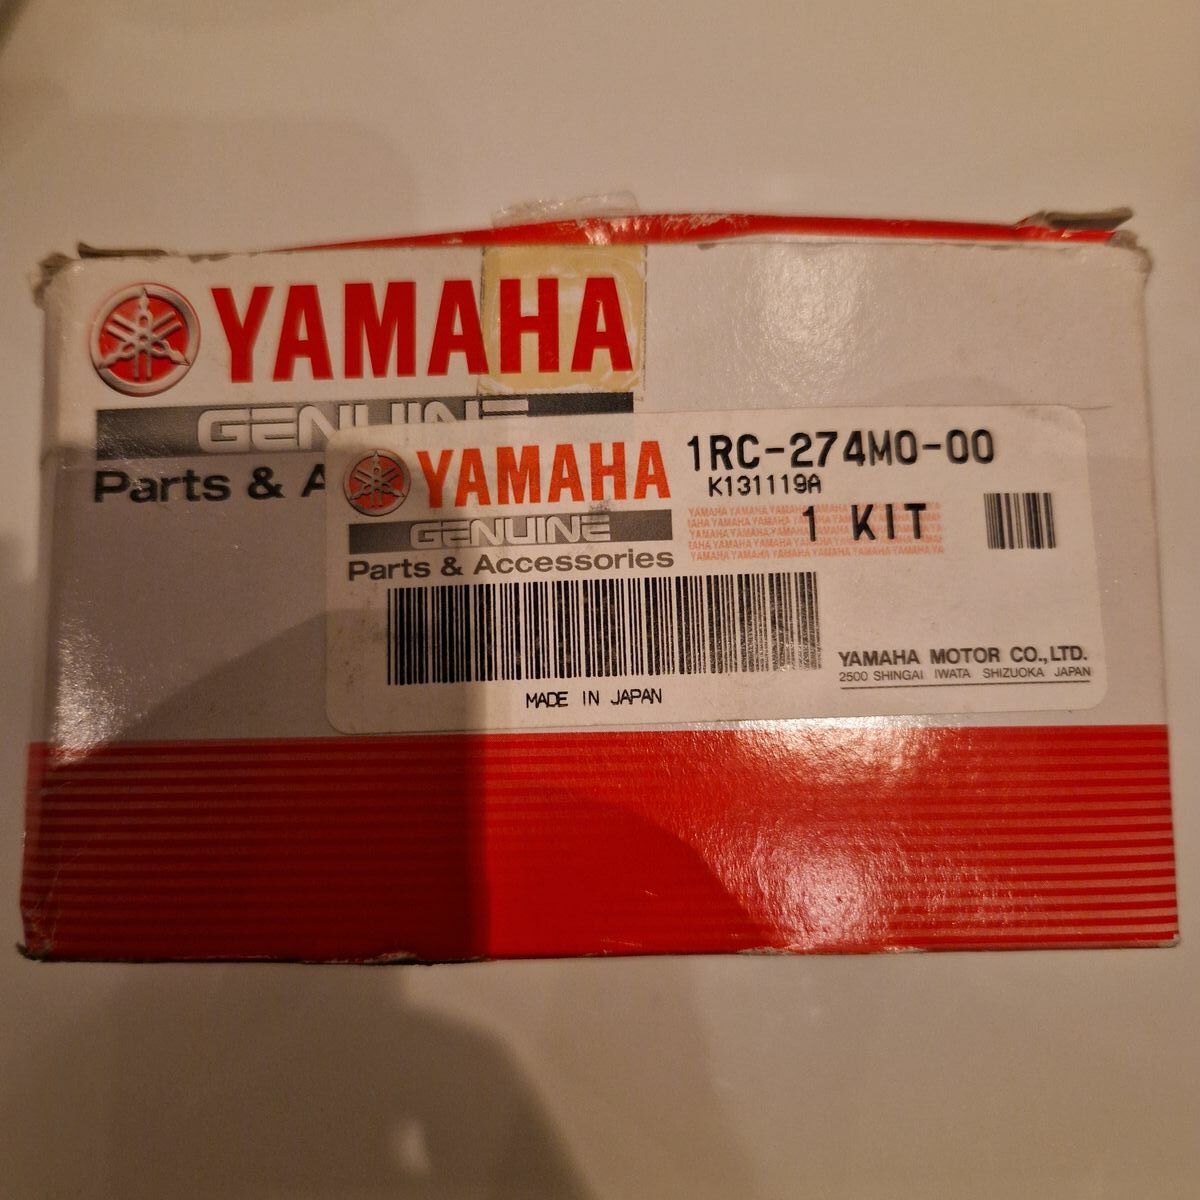 YAMAHA
GENUINE
Parts & A
YAMAHA
GENUINE
Parts & Accessories
1RC-274M0-00
K131119A
1 KIT
MADE IN JAPAN
YAMAHA MOTOR CO.,LTD.
2500 SHINGAI IWATA SHIZUOKA JAPAN